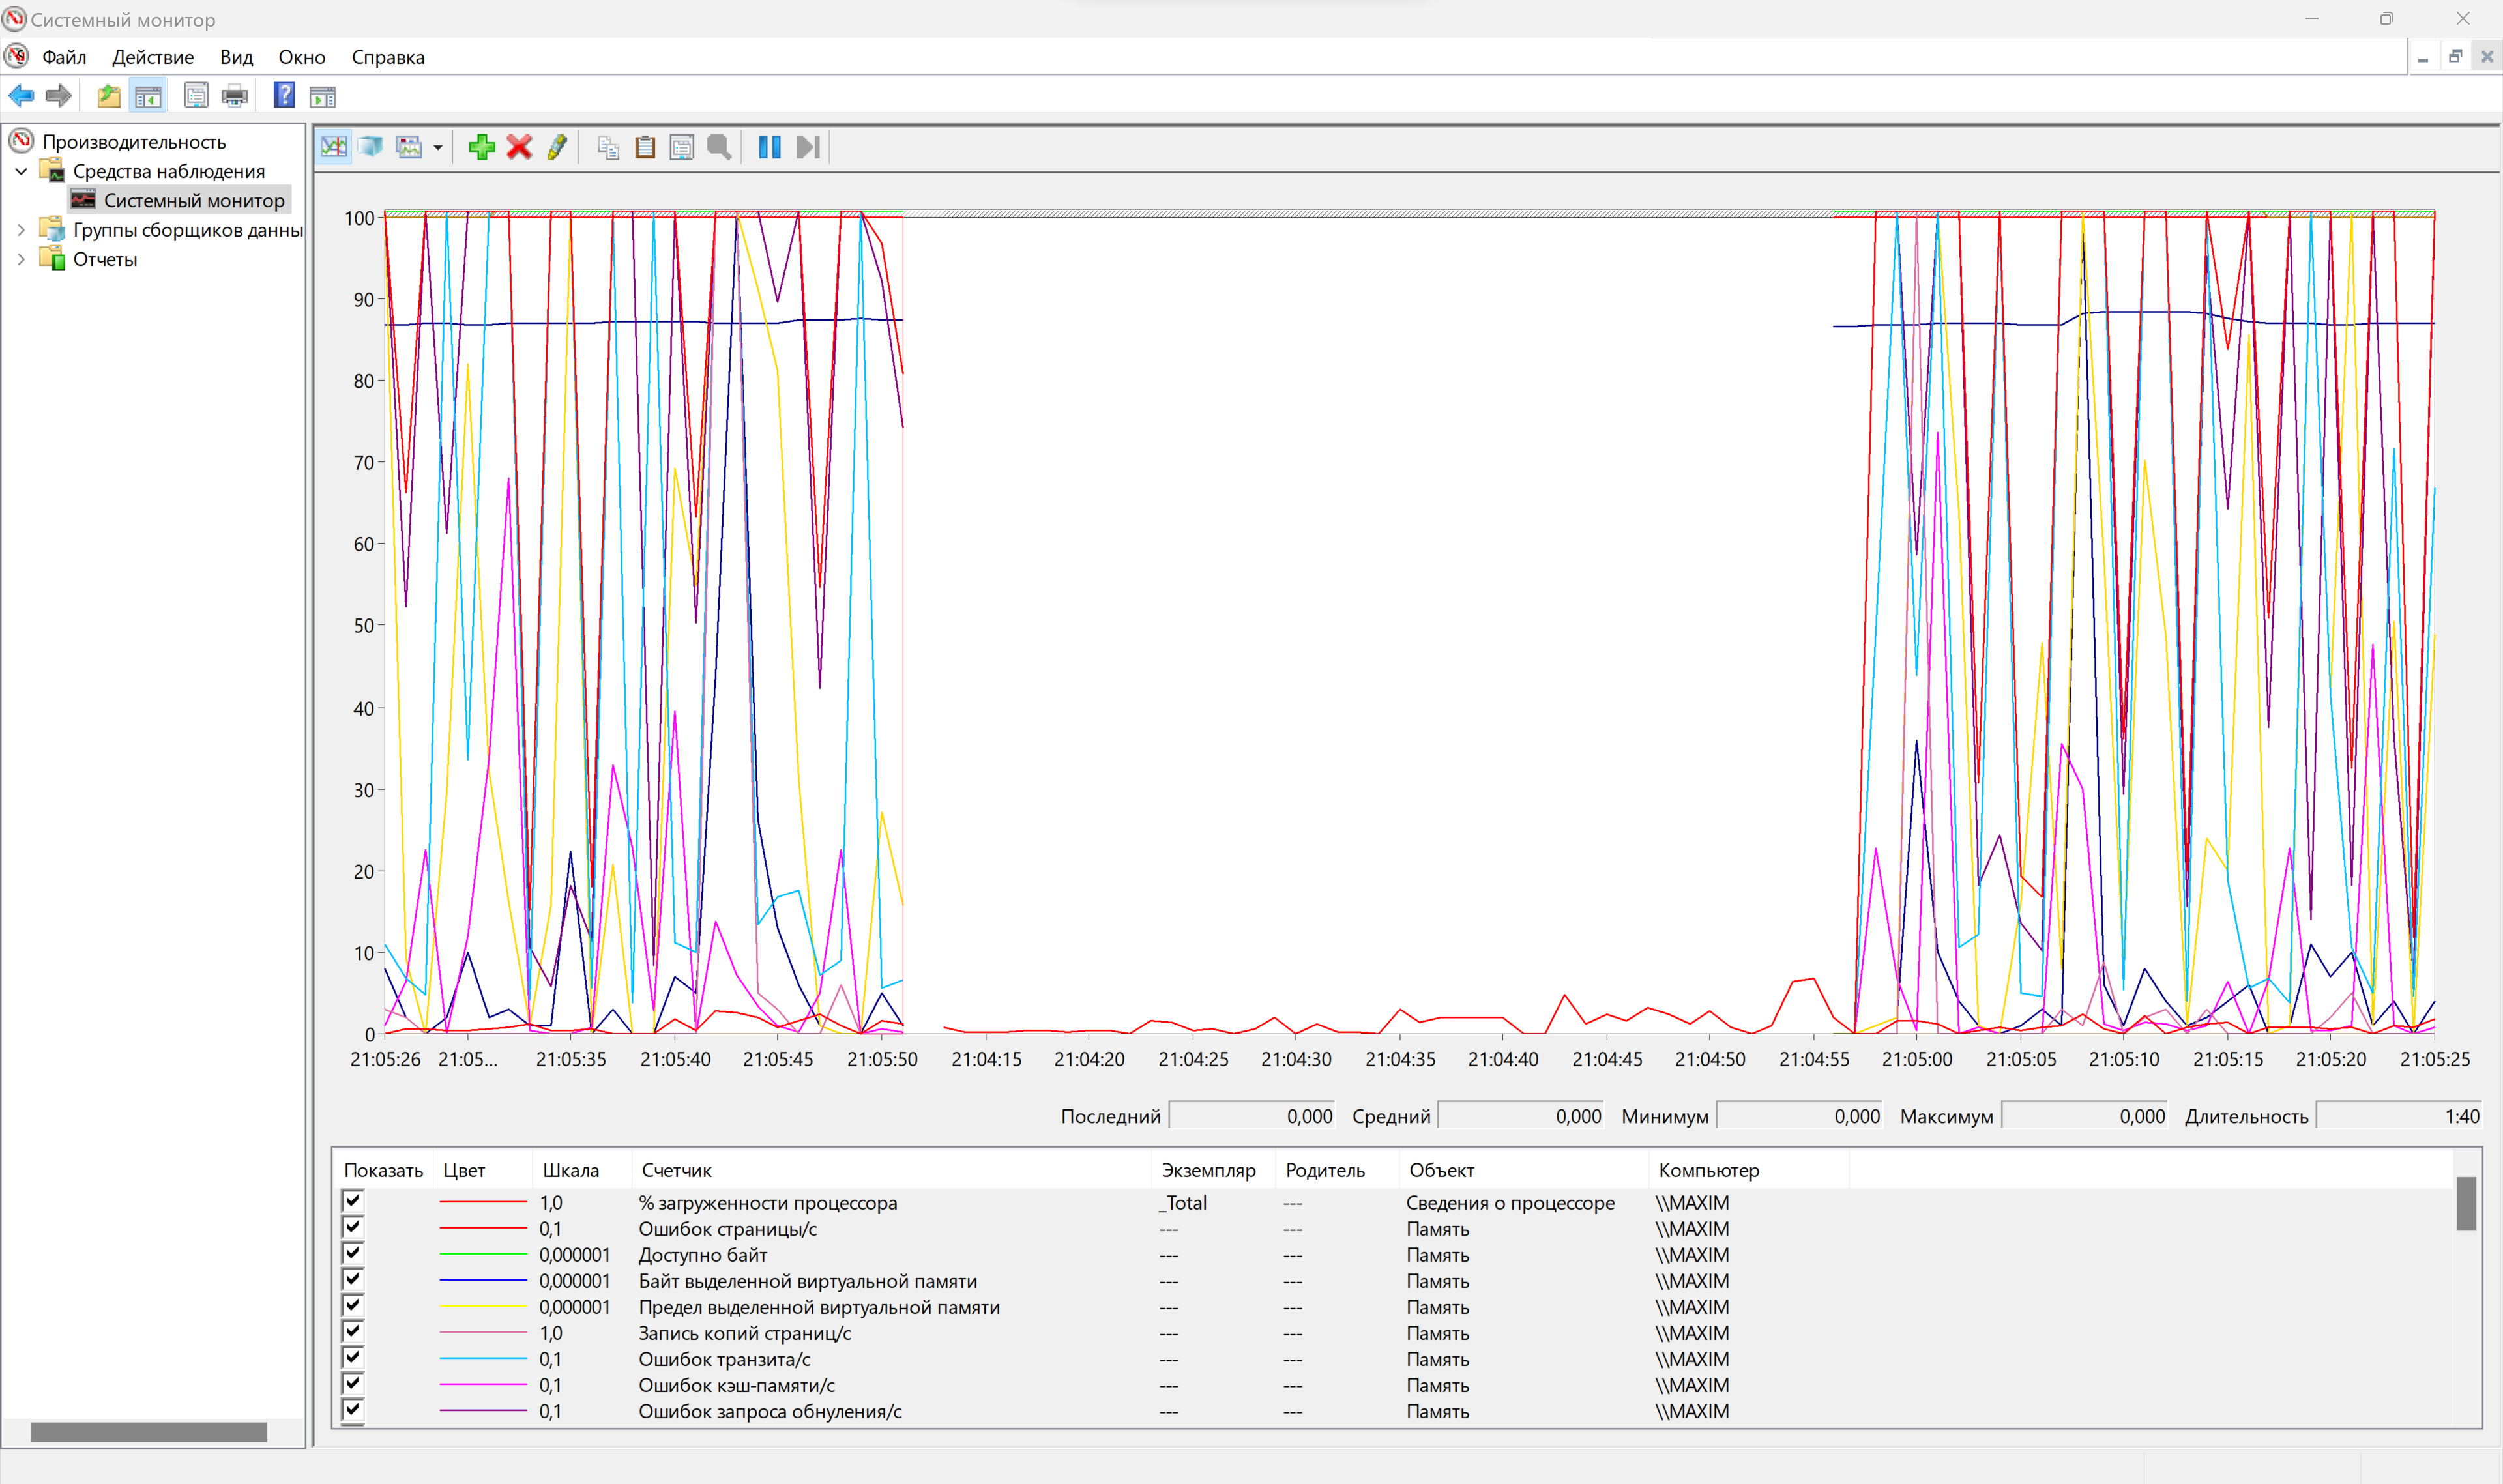 Системный монитор
Файл Действие Вид Окно Справка
Производительность
Средства наблюдения
Системный монитор
Группы сборщиков данны
Отчеты
100
90
80
70
60
50
40
30
20
10
0
21:05:26 21:05... 21:05:35 21:05:40 21:05:45 21:05:50 21:04:15 21:04:20 21:04:25 21:04:30 21:04:35 21:04:40 21:04:45 21:04:50 21:04:55 21:05:00 21:05:05 21:05:10 21:05:15 21:05:20 21:05:25
Последний 0,000 Средний 0,000 Минимум 0,000 Максимум 0,000 Длительность 1:40
Показать Цвет Шкала Счетчик Экземпляр Родитель Объект Компьютер
1,0 % загруженности процессора _Total --- Сведения о процессоре \\MAXIM
0,1 Ошибок страницы/с --- --- Память \\MAXIM
0,000001 Доступно байт --- --- Память \\MAXIM
0,000001 Байт выделенной виртуальной памяти --- --- Память \\MAXIM
0,000001 Предел выделенной виртуальной памяти --- --- Память \\MAXIM
1,0 Запись копий страниц/с --- --- Память \\MAXIM
0,1 Ошибок транзита/с --- --- Память \\MAXIM
0,1 Ошибок кэш-памяти/с --- --- Память \\MAXIM
0,1 Ошибок запроса обнуления/с --- --- Память \\MAXIM